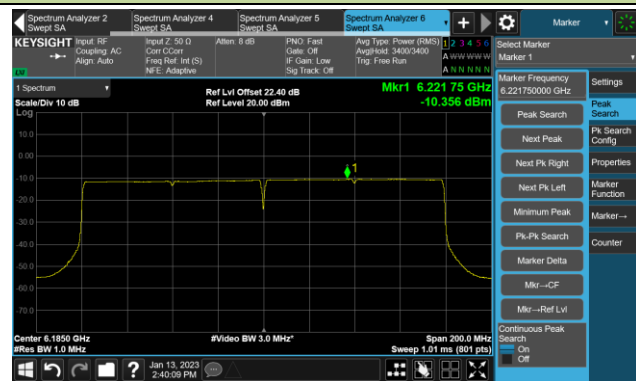 Spectrum Analyzer 2
Swept SA
Spectrum Analyzer 4
Swept SA
Spectrum Analyzer 5
Swept SA
Spectrum Analyzer 6
Swept SA
Marker
KEYSIGHT
Input: RF
Coupling: AC
Align: Auto
Input Z: 50 Ω
Corr CCorr
Freq Ref: Int (S)
NFE: Adaptive
Atten: 8 dB
PNO: Fast
Gate: Off
IF Gain: Low
Sig Track: Off
Avg Type: Power (RMS)
Avg|Hold: 3400/3400
Trig: Free Run
1 2 3 4 5 6
A W W W W W
A N N N N N
LW
Select Marker
Marker 1
1 Spectrum
Scale/Div 10 dB
Log
Ref Lvl Offset 22.40 dB
Ref Level 20.00 dBm
Mkr1 6.221 75 GHz
-10.356 dBm
10.0
0.00
-10.0
-20.0
-30.0
-40.0
-50.0
-60.0
-70.0
1
Center 6.1850 GHz
#Res BW 1.0 MHz
#Video BW 3.0 MHz*
Span 200.0 MHz
Sweep 1.01 ms (801 pts)
Marker Frequency
6.221750000 GHz
Peak Search
Next Peak
Next Pk Right
Next Pk Left
Minimum Peak
Pk-Pk Search
Marker Delta
Mkr→CF
Mkr→Ref Lvl
Continuous Peak
Search
On
Off
Settings
Peak
Search
Pk Search
Config
Properties
Marker
Function
Marker→
Counter
Jan 13, 2023
2:40:09 PM